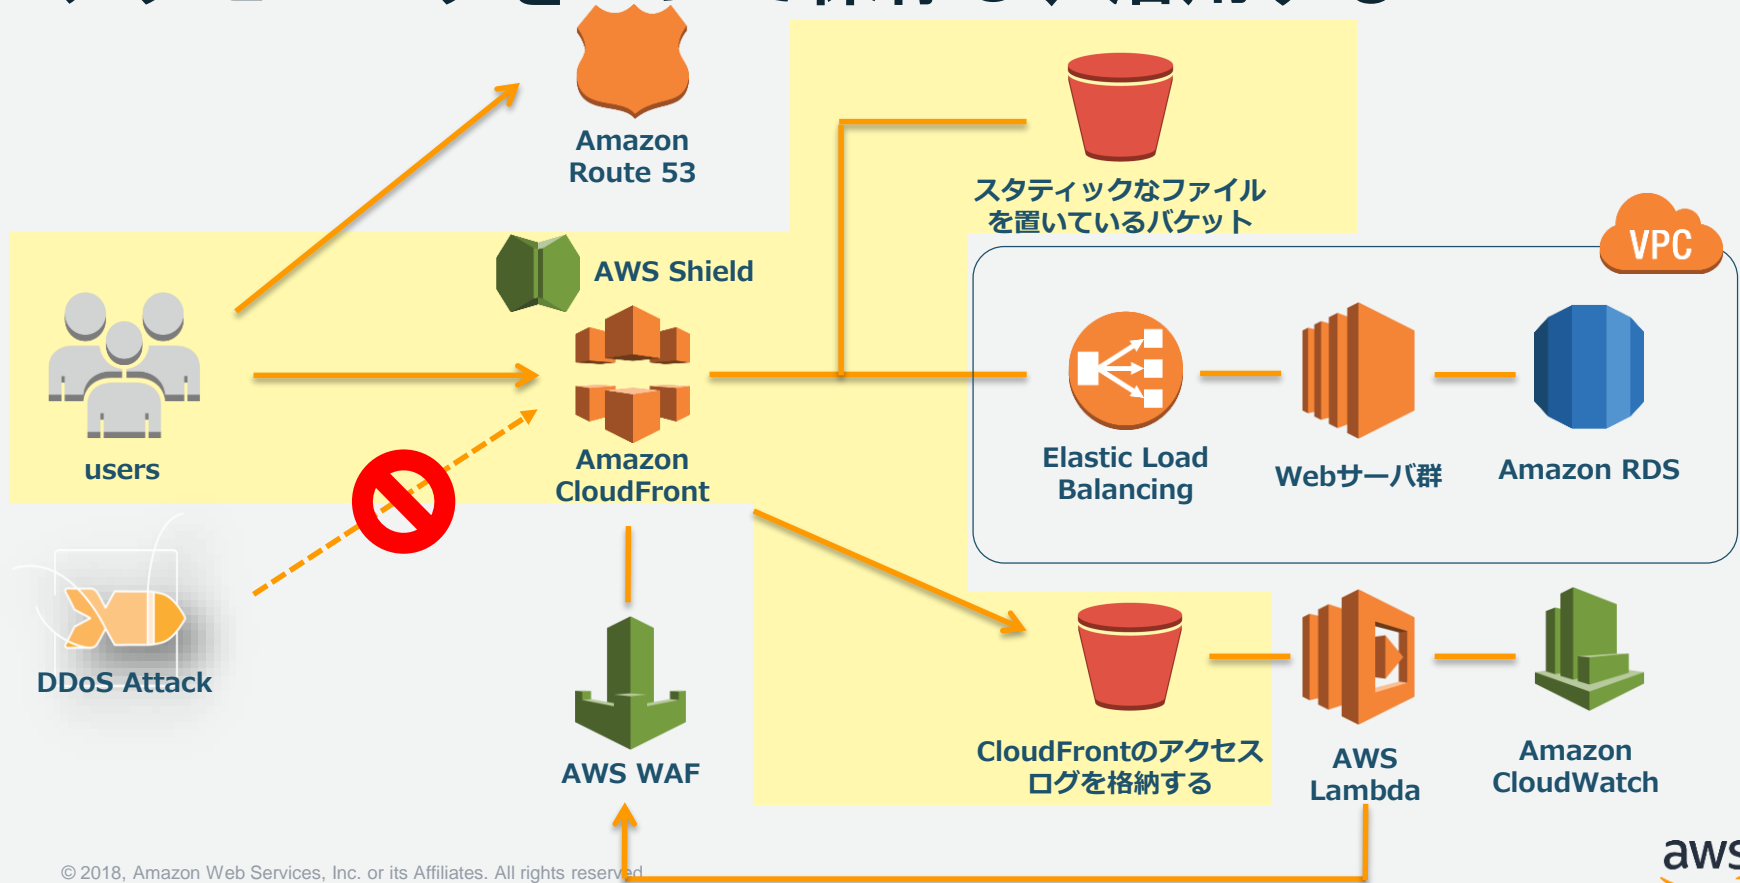 Amazon
Route 53
スタティックなファイル
を置いているバケット
VPC
AWS Shield
users
Amazon
CloudFront
Elastic Load
Balancing
Webサーバ群
Amazon RDS
DDoS Attack
AWS WAF
CloudFrontのアクセス
ログを格納する
AWS
Lambda
Amazon
CloudWatch
© 2018, Amazon Web Services, Inc. or its Affiliates. All rights reserved
aws